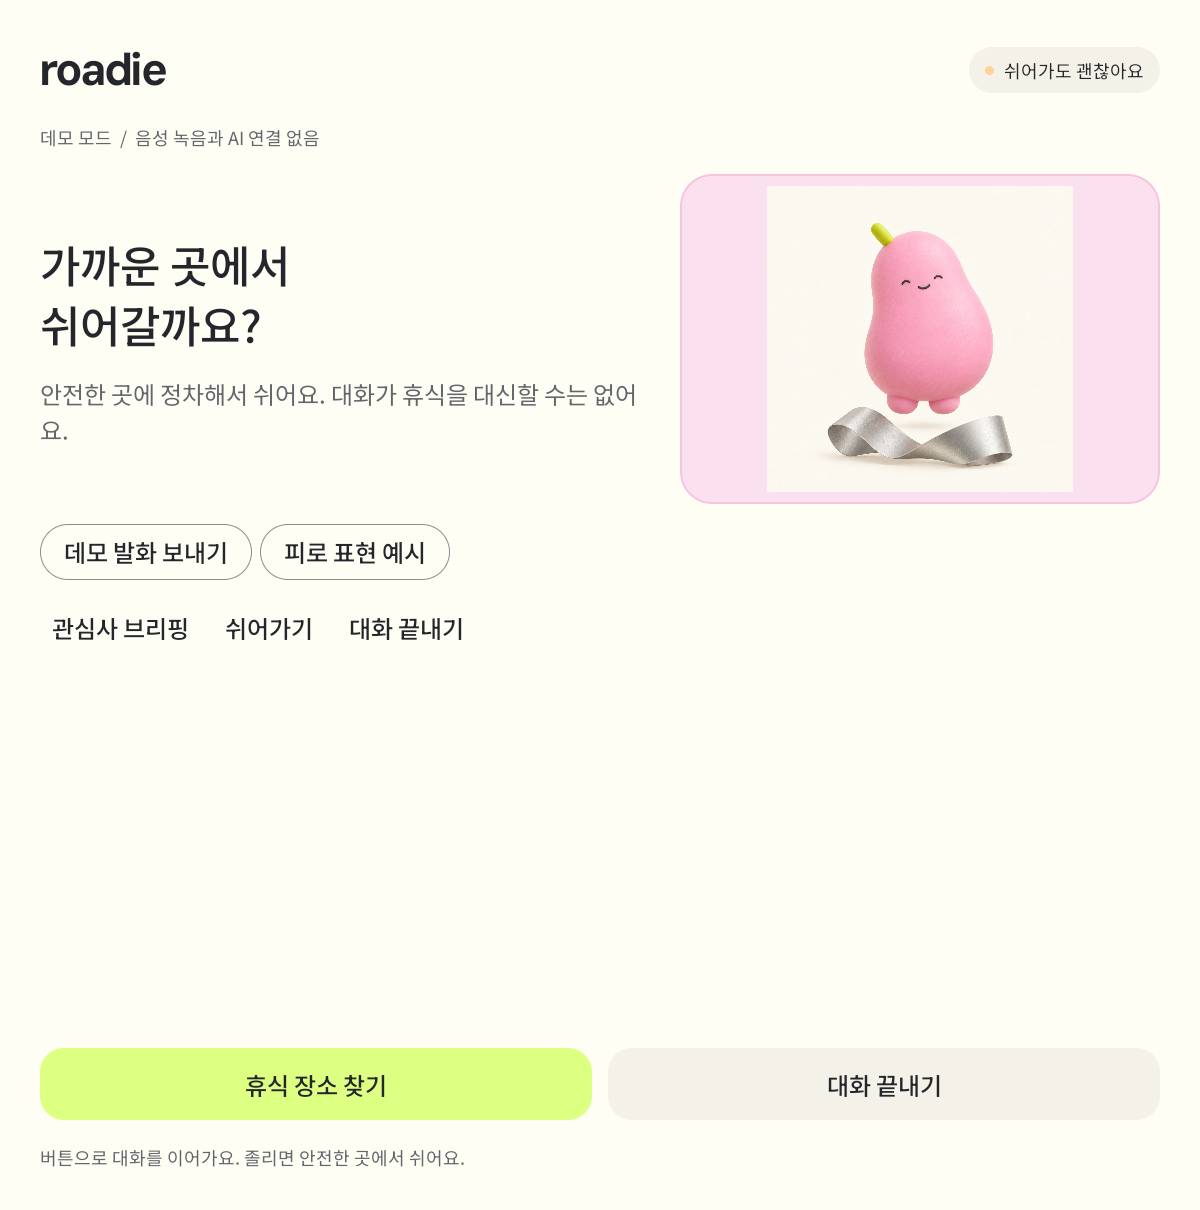 roadie
쉬어가도 괜찮아요
데모 모드 / 음성 녹음과 AI 연결 없음
가까운 곳에서
쉬어갈까요?
안전한 곳에 정차해서 쉬어요. 대화가 휴식을 대신할 수는 없어
요.
데모 발화 보내기
피로 표현 예시
관심사 브리핑
쉬어가기
대화 끝내기
휴식 장소 찾기
대화 끝내기
버튼으로 대화를 이어가요. 졸리면 안전한 곳에서 쉬어요.